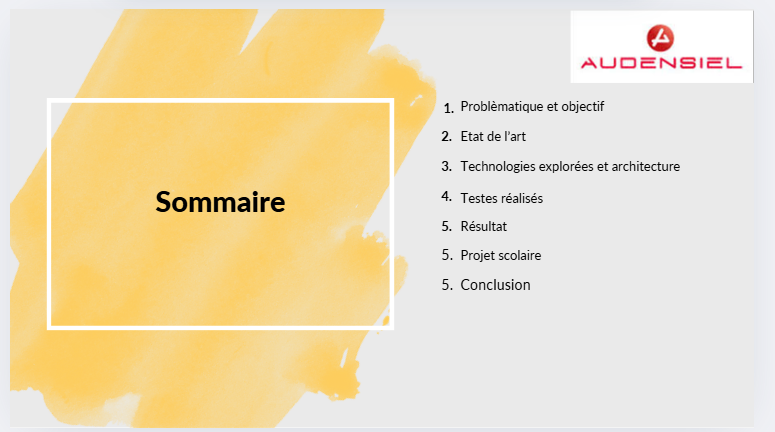 AUDENSIEL
Sommaire
1. Problèmatique et objectif
2. Etat de l'art
3. Technologies explorées et architecture
4. Testes réalisés
5. Résultat
5. Projet scolaire
5. Conclusion